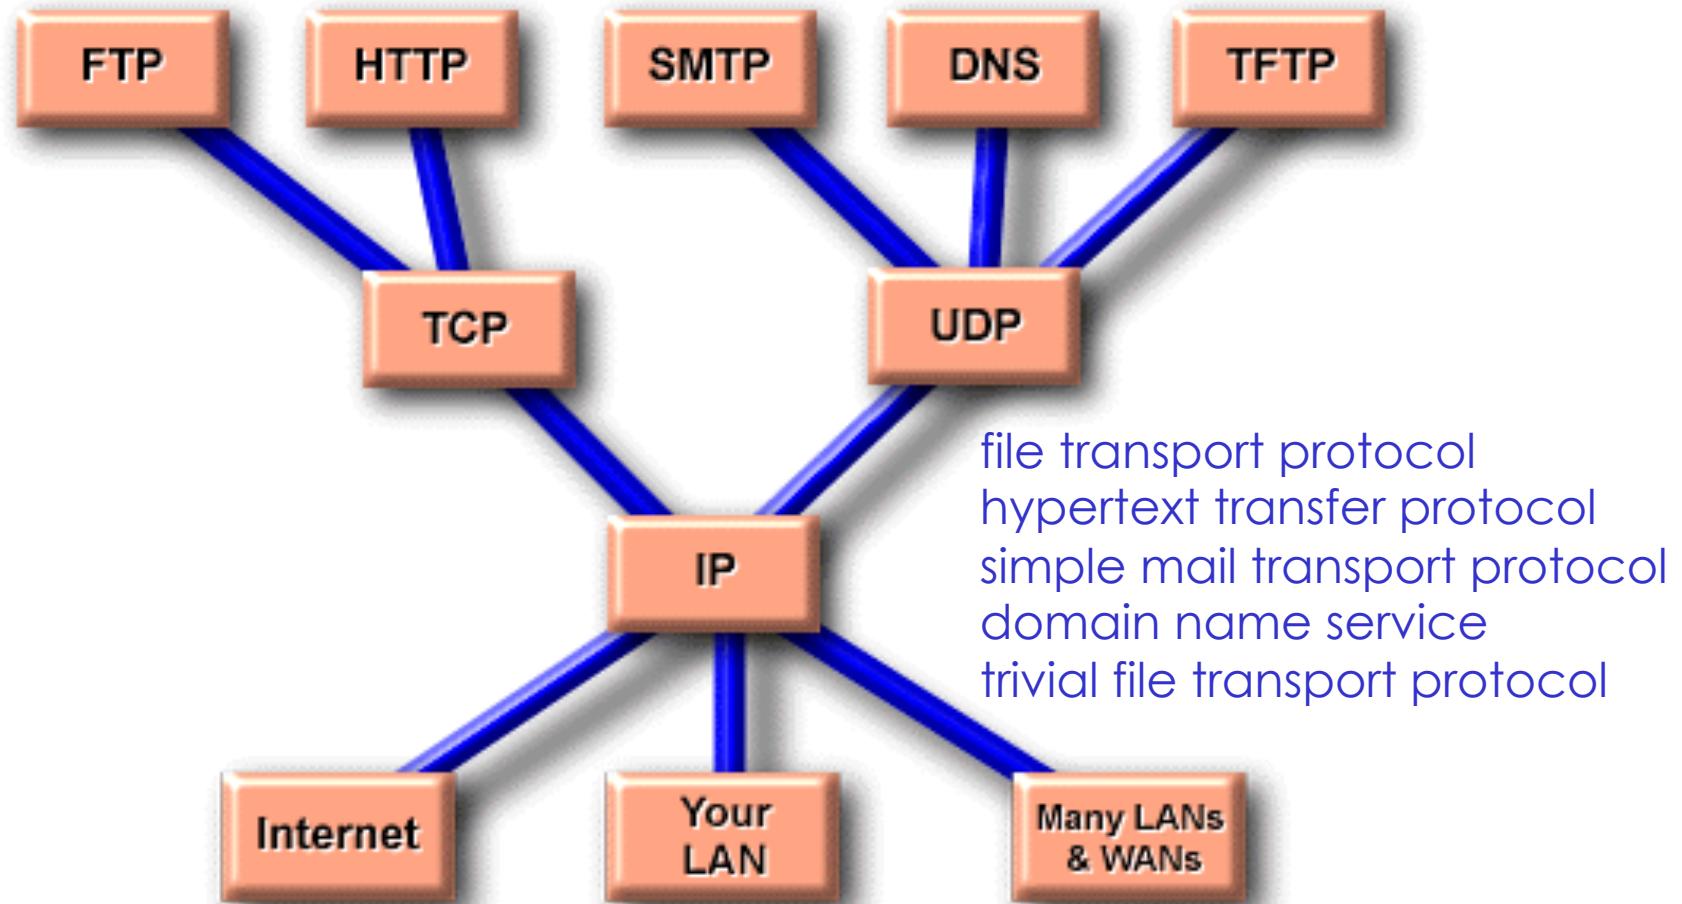 FTP
HTTP
SMTP
DNS
TFTP
TCP
UDP
IP
file transport protocol
hypertext transfer protocol
simple mail transport protocol
domain name service
trivial file transport protocol
Internet
Your
LAN
Many LANs
& WANs